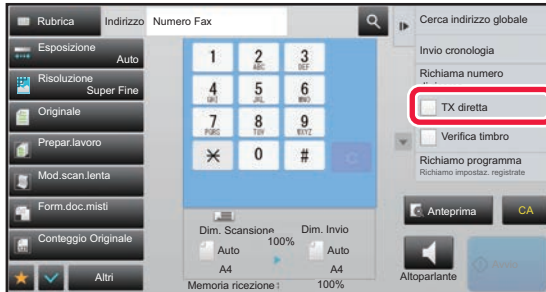 Rubrica
Indirizzo
Numero Fax
Cerca indirizzo globale
Esposizione
Auto
Risoluzione
Super Fine
Originale
Prepar.lavoro
Mod.scan.lenta
Form.doc.misti
Conteggio Originale
Altri
1
2
ABC
3
DEF
4
GHI
5
JKL
6
MNO
7
PQRS
8
TUV
9
WXYZ
0
#
C
Invio cronologia
Richiama numero
TX diretta
Verifica timbro
Richiamo programma
Richiamo impostaz. registrate
Anteprima
CA
Altoparlante
Dim. Scansione
Dim. Invio
100%
Auto
Auto
A4
A4
Memoria ricezione :
100%